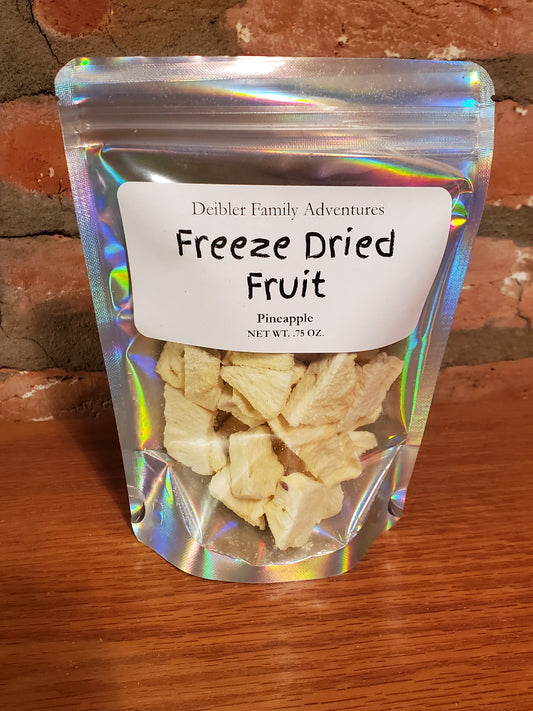 Deibler Family Adventures
Freeze Dried
Fruit
Pineapple
NET WT. .75 OZ.